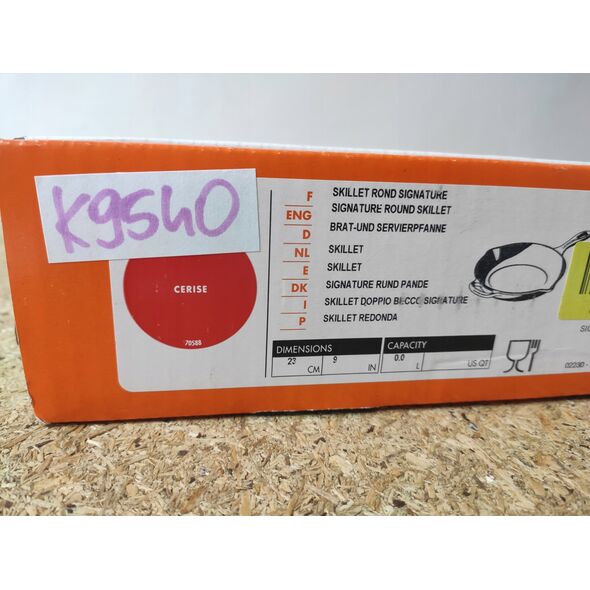 K9540
CERISE
70588
F SKILLET ROND SIGNATURE
ENG SIGNATURE ROUND SKILLET
D BRAT-UND SERVIERPFANNE
NL SKILLET
E SKILLET
DK SIGNATURE RUND PANDE
I SKILLET DOPPIO BECCO SIGNATURE
P SKILLET REDONDA
DIMENSIONS CAPACITY
23 CM 9 IN 0.0 L US QT